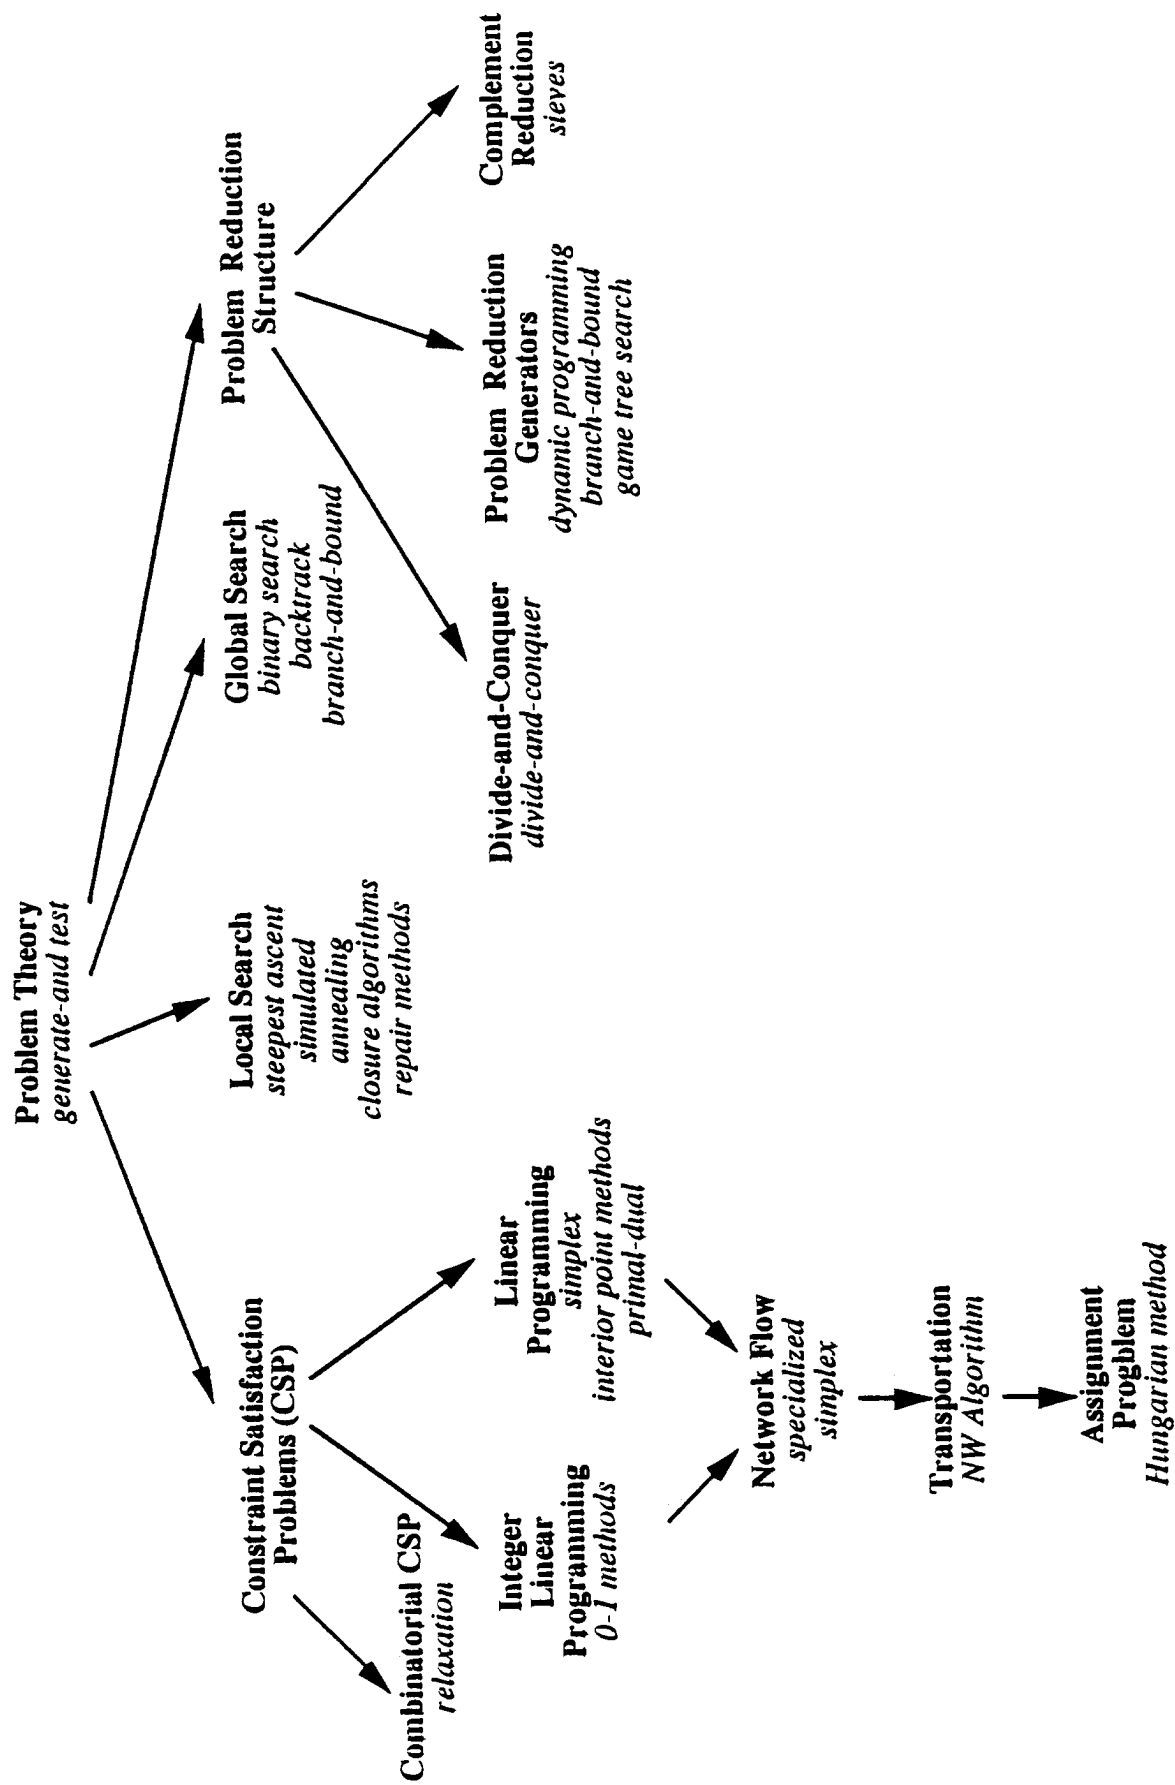 Problem Theory
generate-and test
Constraint Satisfaction
Problems (CSP)
Local Search
steepest ascent
simulated
annealing
closure algorithms
repair methods
Global Search
binary search
backtrack
branch-and-bound
Problem Reduction
Structure
Combinatorial CSP
relaxation
Integer
Linear
Programming
0-1 methods
Linear
Programming
simplex
interior point methods
primal-dual
Divide-and-Conquer
divide-and-conquer
Problem Reduction
Generators
dynamic programming
branch-and-bound
game tree search
Complement
Reduction
sieves
Network Flow
specialized
simplex
Transportation
NW Algorithm
Assignment
Progblem
Hungarian method